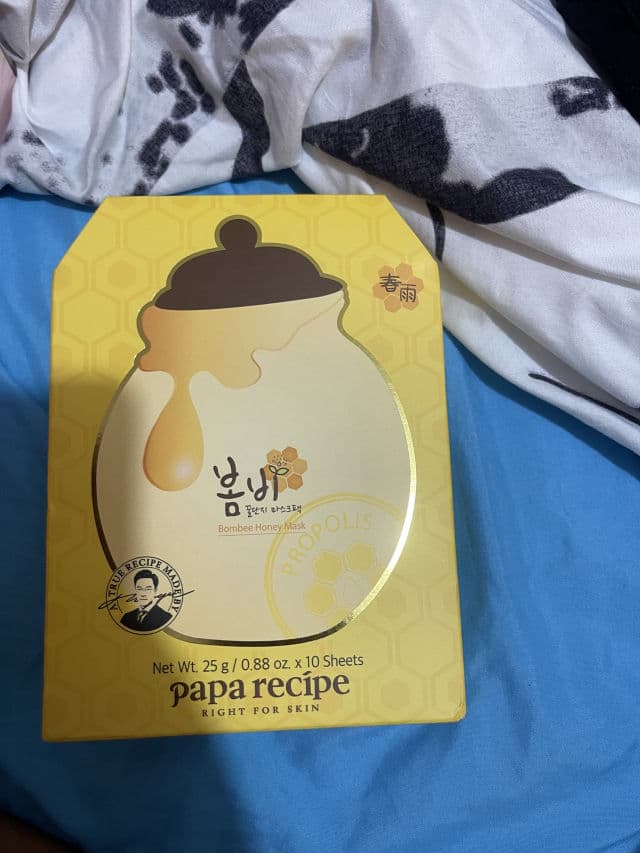 春雨
봄비
꿀단지 마스크팩
Bombee Honey Mask
PROPOLIS
A TRUE RECIPE MADE BY
Net Wt. 25 g / 0.88 oz. x 10 Sheets
papa recipe
RIGHT FOR SKIN